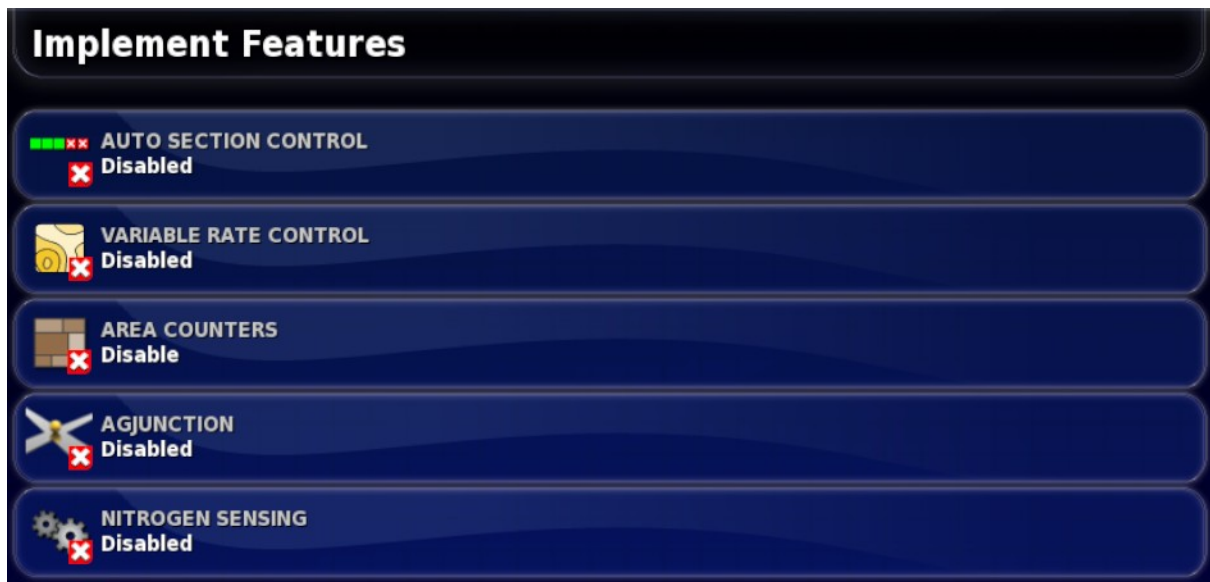 Implement Features
AUTO SECTION CONTROL
Disabled
VARIABLE RATE CONTROL
Disabled
AREA COUNTERS
Disable
AGJUNCTION
Disabled
NITROGEN SENSING
Disabled